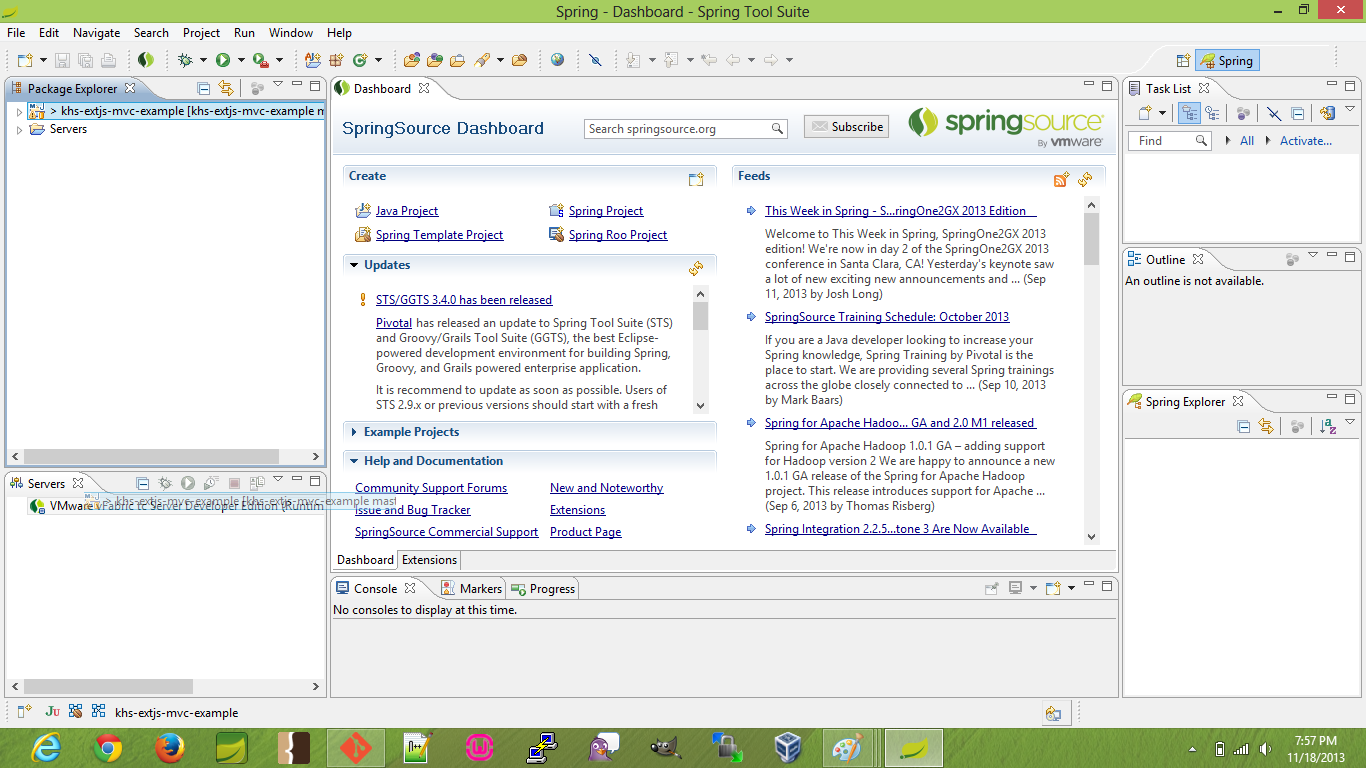 Spring - Dashboard - Spring Tool Suite
File Edit Navigate Search Project Run Window Help
Spring
Package Explorer
> khs-extjs-mvc-example [khs-extjs-mvc-example m
Servers
Servers
> khs-extjs-mvc-example [khs-extjs-mvc-example mast
VMware vFabric tc Server Developer Edition (Runtim
Dashboard
SpringSource Dashboard
Search springsource.org
Subscribe
springsource
By vmware
Create
Java Project
Spring Project
Spring Template Project
Spring Roo Project
Updates
STS/GGTS 3.4.0 has been released
Pivotal has released an update to Spring Tool Suite (STS)
and Groovy/Grails Tool Suite (GGTS), the best Eclipse-
powered development environment for building Spring,
Groovy, and Grails powered enterprise application.
It is recommend to update as soon as possible. Users of
STS 2.9.x or previous versions should start with a fresh
Example Projects
Help and Documentation
Community Support Forums
New and Noteworthy
Issue and Bug Tracker
Extensions
SpringSource Commercial Support
Product Page
Feeds
This Week in Spring - S...ringOne2GX 2013 Edition
Welcome to This Week in Spring, SpringOne2GX 2013
edition! We're now in day 2 of the SpringOne2GX 2013
conference in Santa Clara, CA! Yesterday's keynote saw
a lot of new exciting new announcements and ... (Sep
11, 2013 by Josh Long)
SpringSource Training Schedule: October 2013
If you are a Java developer looking to increase your
Spring knowledge, Spring Training by Pivotal is the
place to start. We are providing several Spring trainings
across the globe closely connected to ... (Sep 10, 2013
by Mark Baars)
Spring for Apache Hadoo... GA and 2.0 M1 released
Spring for Apache Hadoop 1.0.1 GA – adding support
for Hadoop version 2 We are happy to announce a new
1.0.1 GA release of the Spring for Apache Hadoop
project. This release introduces support for Apache ...
(Sep 6, 2013 by Thomas Risberg)
Spring Integration 2.2.5...tone 3 Are Now Available
Dashboard Extensions
Console Markers Progress
No consoles to display at this time.
Task List
Find All Activate...
Outline
An outline is not available.
Spring Explorer
JU khs-extjs-mvc-example
7:57 PM
11/18/2013